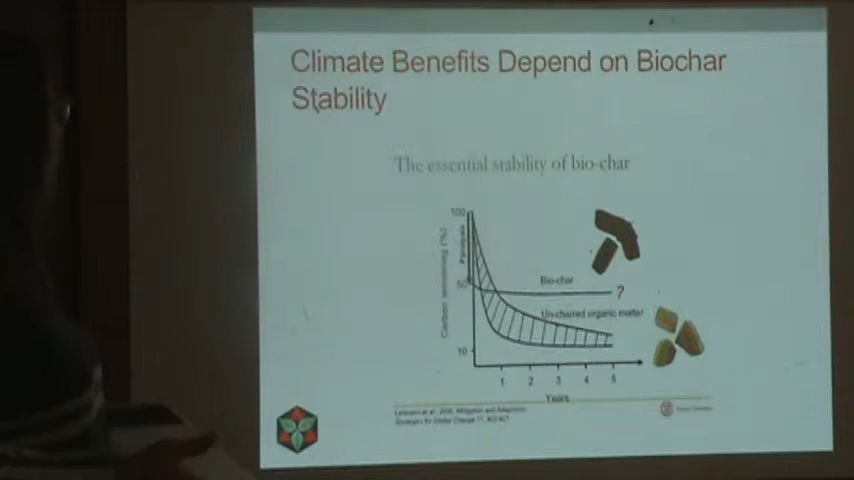 Climate Benefits Depend on Biochar
Stability
The essential stability of bio-char
100
Pyrolysis
Carbon remaining (%)
50
Bio-char
?
Un-charred organic matter
10
1 2 3 4 5
Years
Lehmann et al., 2006, Mitigation and Adaptation
Strategies for Global Change 11, 403-427